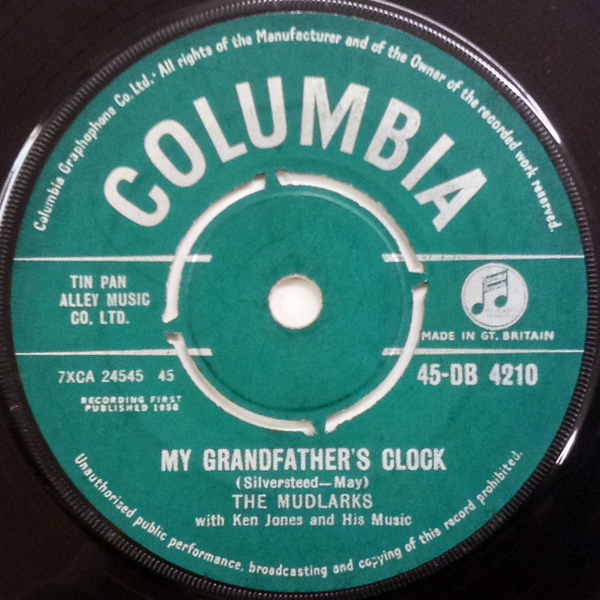 Columbia Graphophone Co. Ltd. · All rights of the Manufacturer and of the Owner of the recorded work reserved.
COLUMBIA
TIN PAN
ALLEY MUSIC
CO. LTD.
MADE IN GT. BRITAIN
7XCA 24545 45
45-DB 4210
RECORDING FIRST
PUBLISHED 1958
MY GRANDFATHER'S CLOCK
(Silversteed—May)
THE MUDLARKS
with Ken Jones and His Music
Unauthorised public performance, broadcasting and copying of this record prohibited.